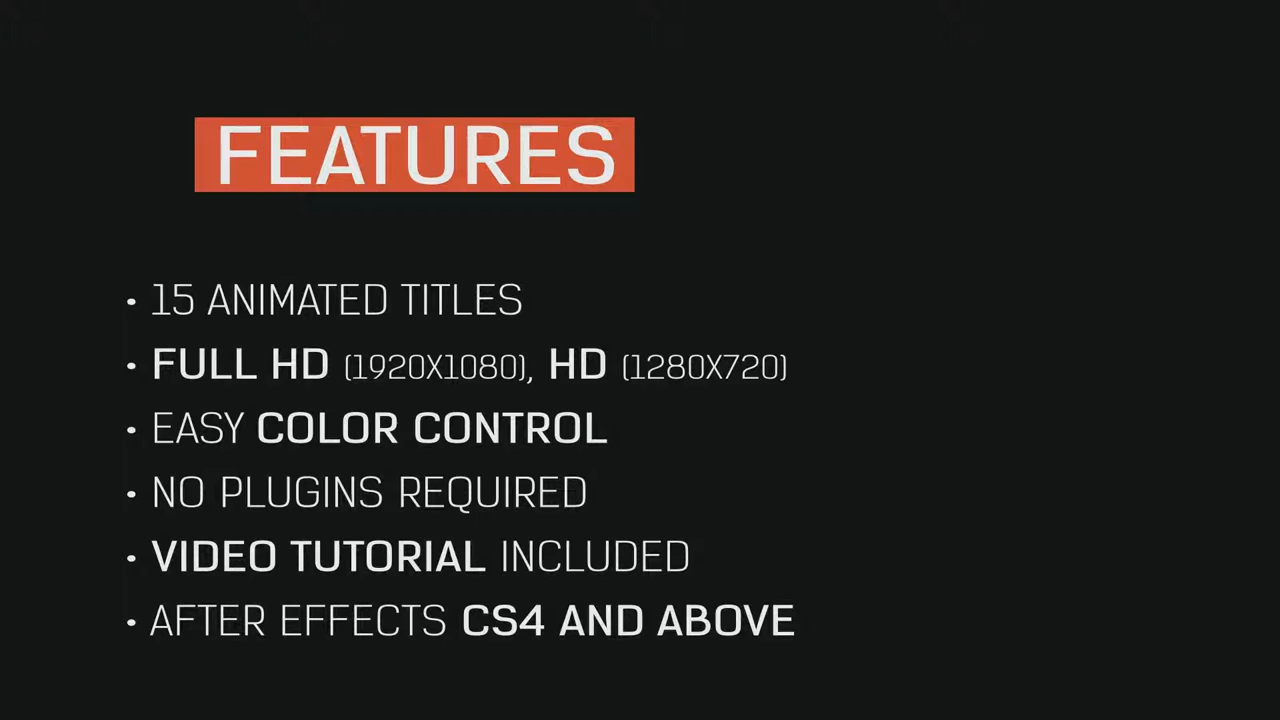 FEATURES
• 15 ANIMATED TITLES
• FULL HD (1920X1080), HD (1280X720)
• EASY COLOR CONTROL
• NO PLUGINS REQUIRED
• VIDEO TUTORIAL INCLUDED
• AFTER EFFECTS CS4 AND ABOVE